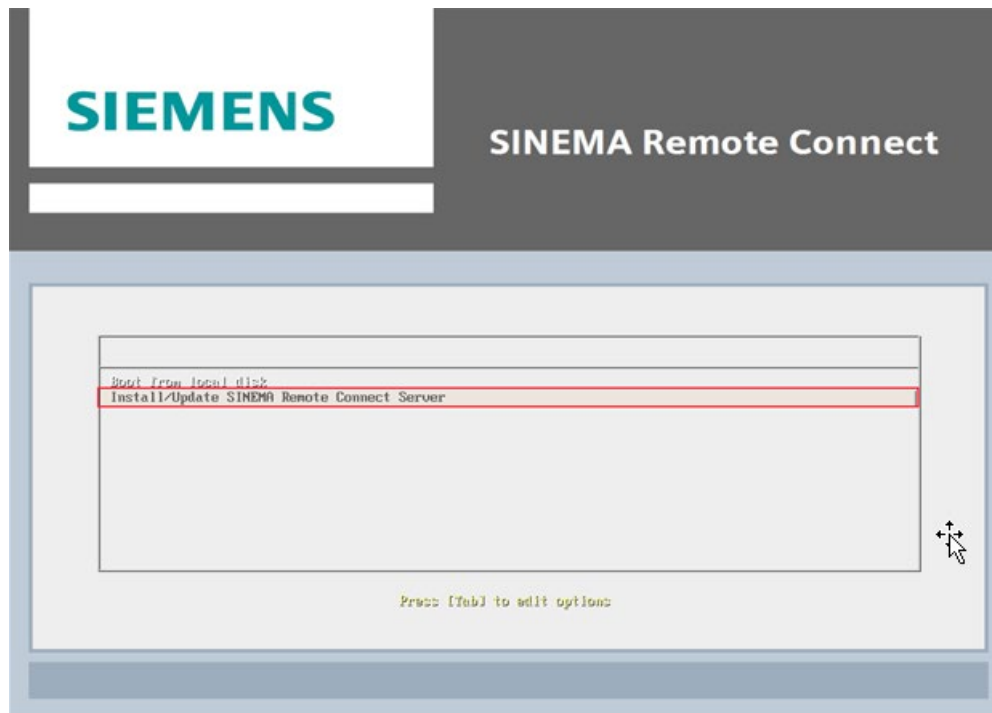 SIEMENS
SINEMA Remote Connect
Boot from local disk
Install/Update SINEMA Remote Connect Server
Press [Tab] to edit options